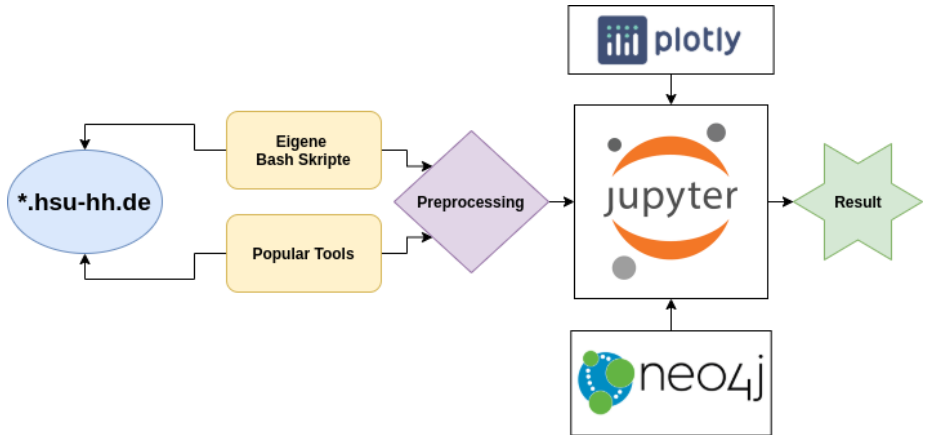 plotly
Eigene
Bash Skripte
*.hsu-hh.de
Preprocessing
jupyter
Result
Popular Tools
neo4j